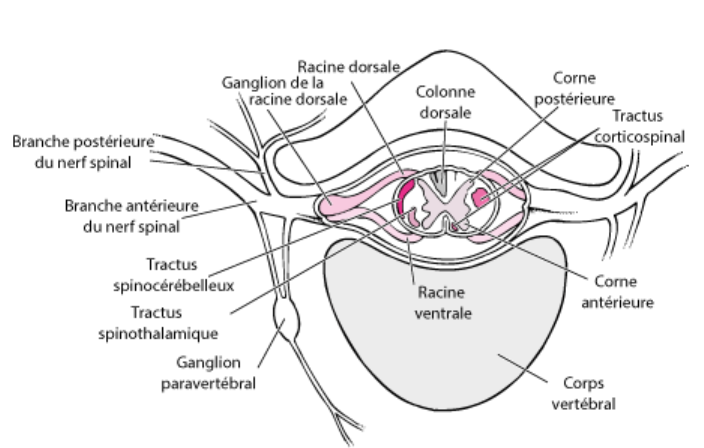 Racine dorsale
Ganglion de la
racine dorsale
Colonne
dorsale
Corne
postérieure
Tractus
corticospinal
Branche postérieure
du nerf spinal
Branche antérieure
du nerf spinal
Tractus
spinocérébelleux
Tractus
spinothalamique
Ganglion
paravertébral
Racine
ventrale
Corne
antérieure
Corps
vertébral